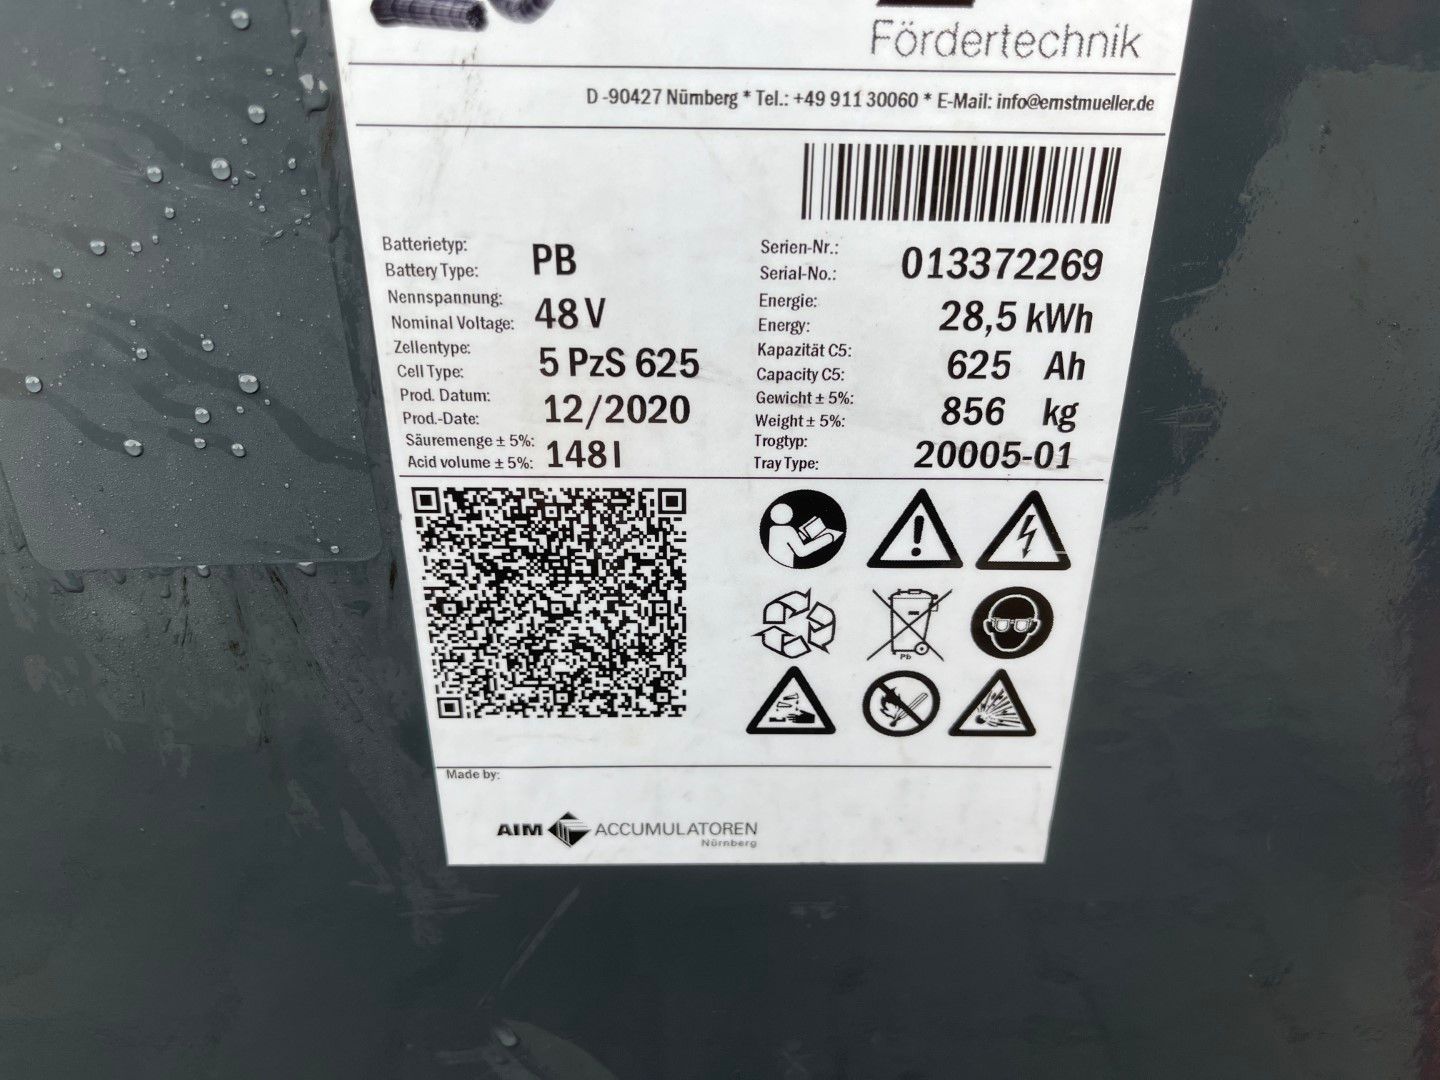 Fördertechnik
D -90427 Nürnberg * Tel.: +49 911 30060 * E-Mail: info@ernstmueller.de
Batterietyp:
Battery Type:
PB
Nennspannung:
Nominal Voltage:
48 V
Zellentype:
Cell Type:
5 PzS 625
Prod. Datum:
Prod.-Date:
12/2020
Säuremenge ± 5%:
Acid volume ± 5%:
148 l
Serien-Nr.:
Serial-No.:
013372269
Energie:
Energy:
28,5 kWh
Kapazität C5:
Capacity C5:
625 Ah
Gewicht ± 5%:
Weight ± 5%:
856 kg
Trogtyp:
Tray Type:
20005-01
Pb
Made by:
AIM ACCUMULATOREN
Nürnberg